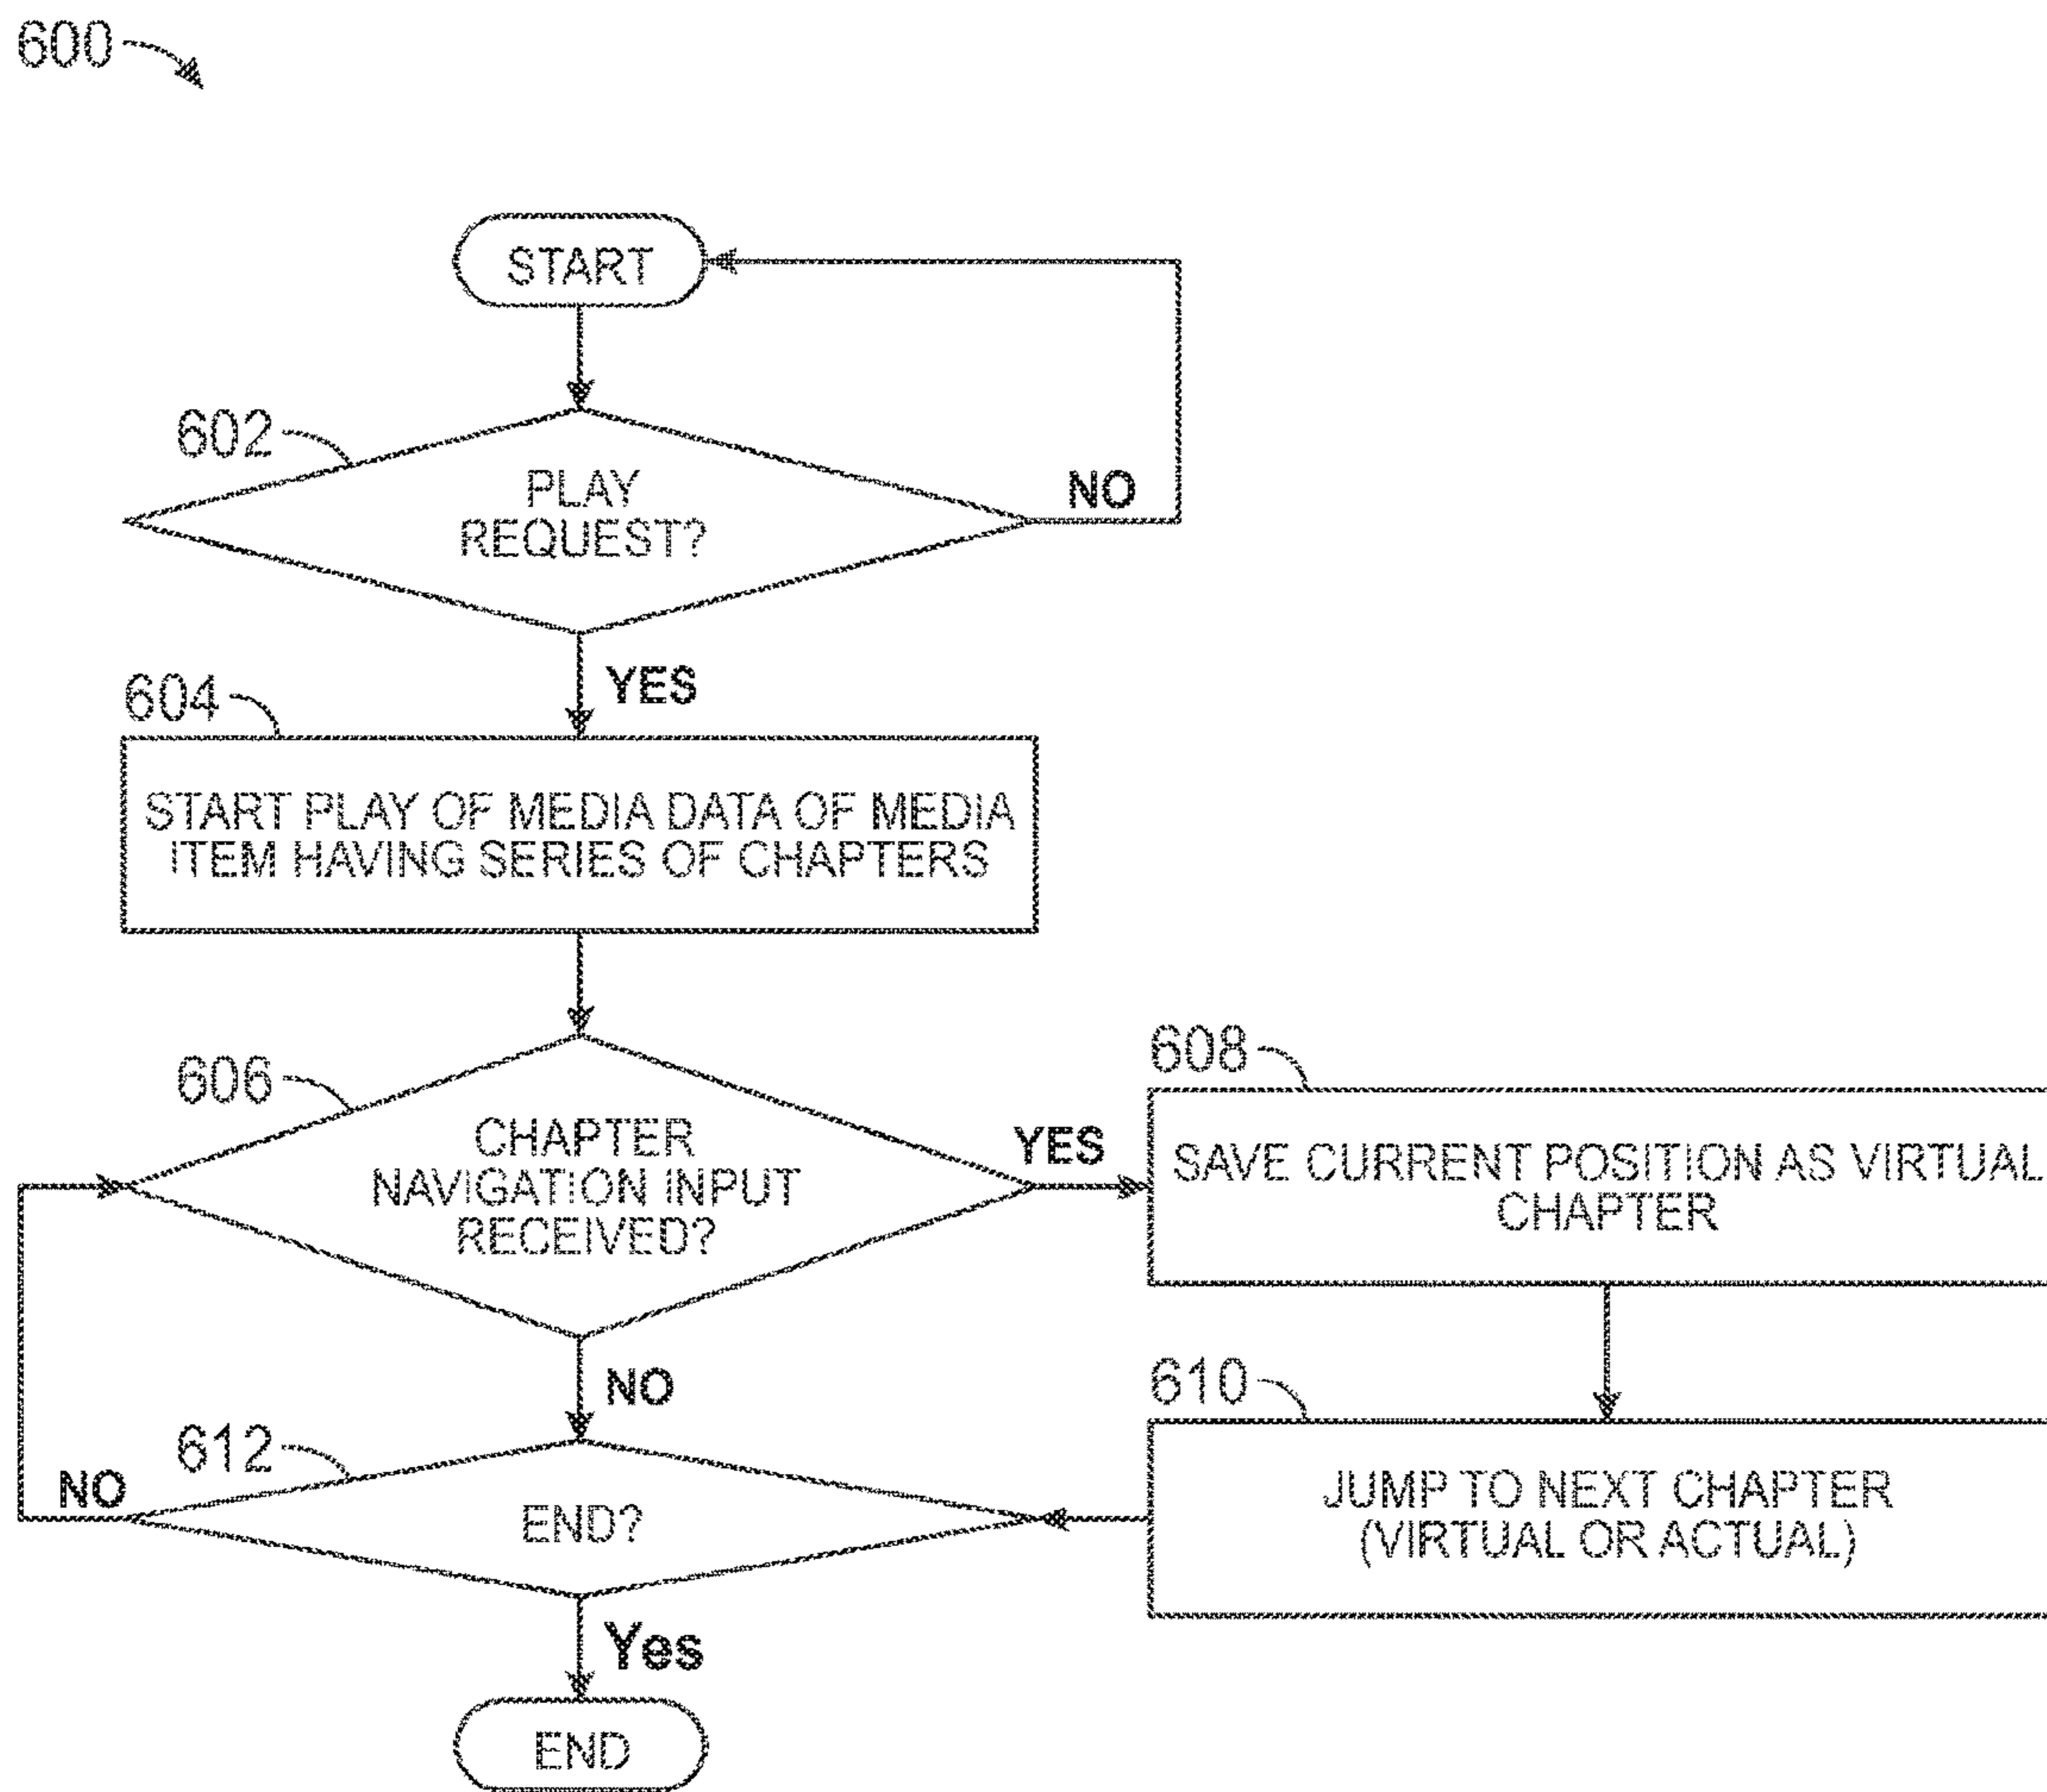 600
START
602
PLAY
REQUEST?
NO
YES
604
START PLAY OF MEDIA DATA OF MEDIA
ITEM HAVING SERIES OF CHAPTERS
606
CHAPTER
NAVIGATION INPUT
RECEIVED?
YES
608
SAVE CURRENT POSITION AS VIRTUAL
CHAPTER
NO
610
JUMP TO NEXT CHAPTER
(VIRTUAL OR ACTUAL)
612
NO
END?
Yes
END